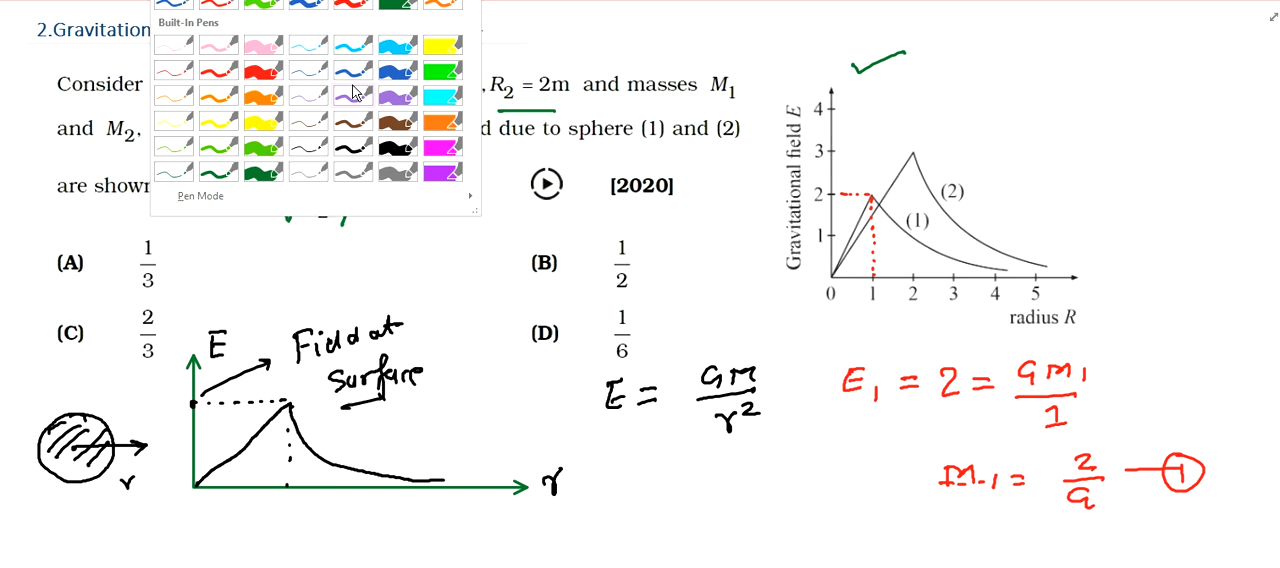 2.Gravitation
Built-In Pens
Consider , R₂ = 2m and masses M₁
and M₂, d due to sphere (1) and (2)
are shown [2020]
Pen Mode
(A) 1/3
(B) 1/2
(C) 2/3
(D) 1/6
Gravitational field E
4
3
2
1
(2)
(1)
0 1 2 3 4 5
radius R
E
Field at
surface
r
r
E = GM/r²
E₁ = 2 = GM₁/1
M₁ = 2/G — 1